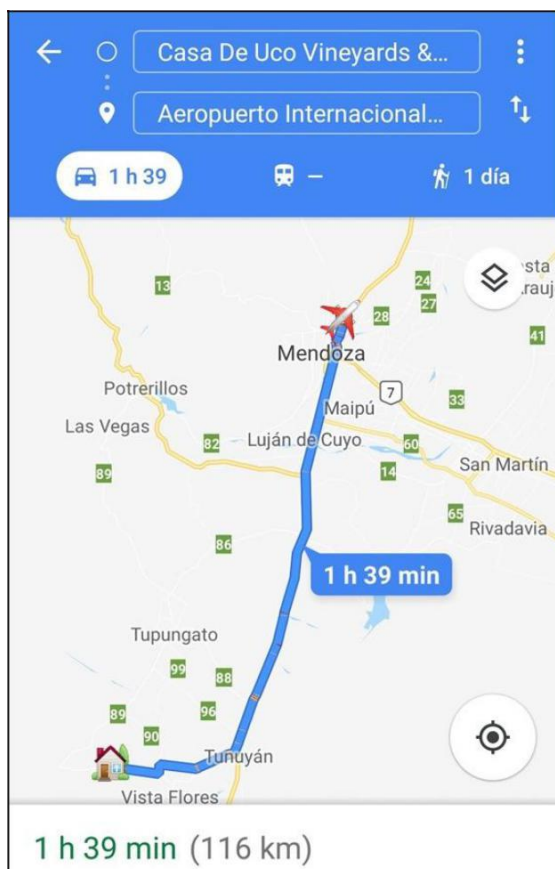 Casa De Uco Vineyards &...
Aeropuerto Internacional...
1 h 39
–
1 día
13
24
27
28
41
Mendoza
7
Maipú
33
Potrerillos
Las Vegas
82
Luján de Cuyo
60
San Martín
89
14
65
Rivadavia
86
1 h 39 min
Tupungato
99
88
89
96
90
Tunuyán
Vista Flores
1 h 39 min (116 km)